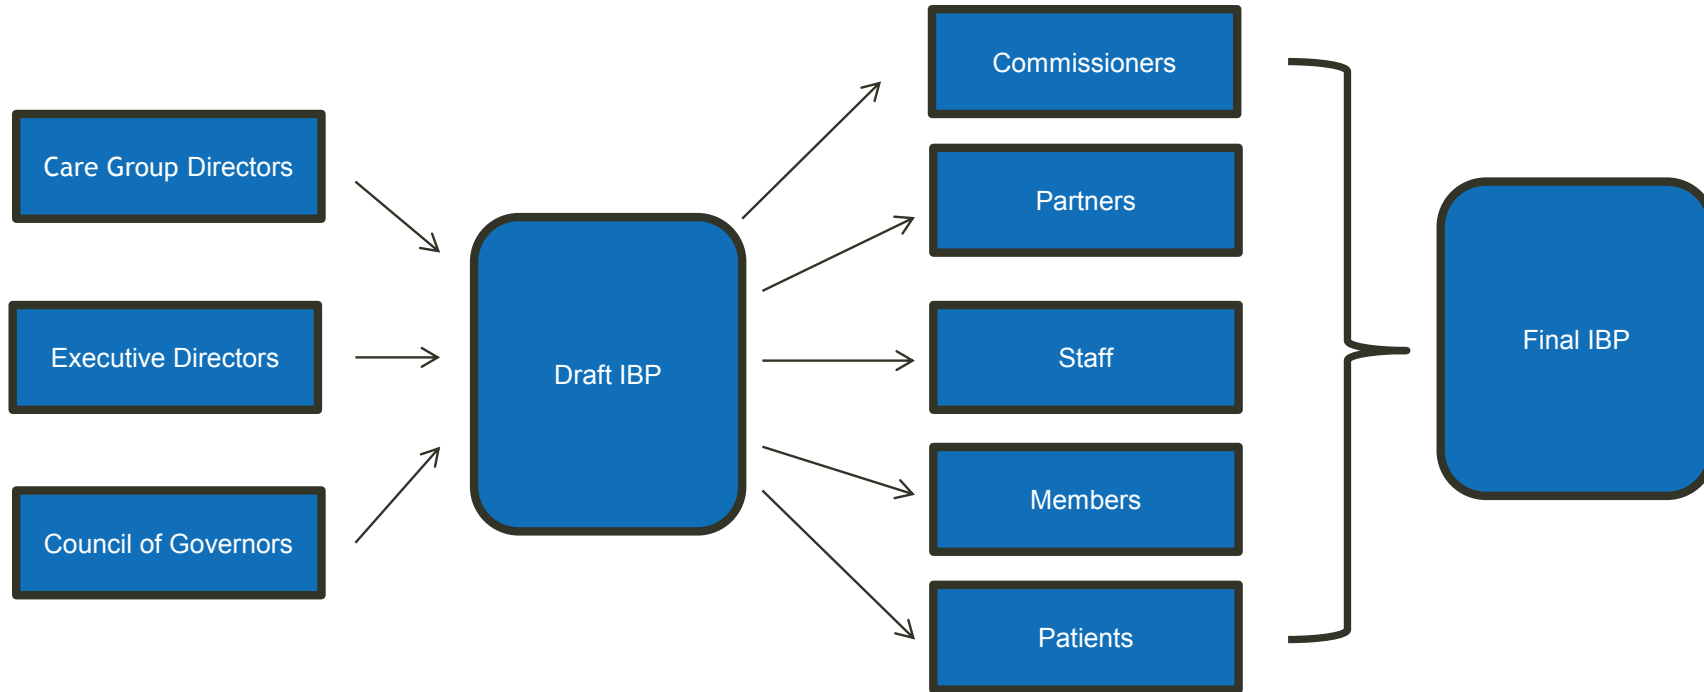 Care Group Directors
Executive Directors
Council of Governors
Draft IBP
Commissioners
Partners
Staff
Members
Patients
Final IBP